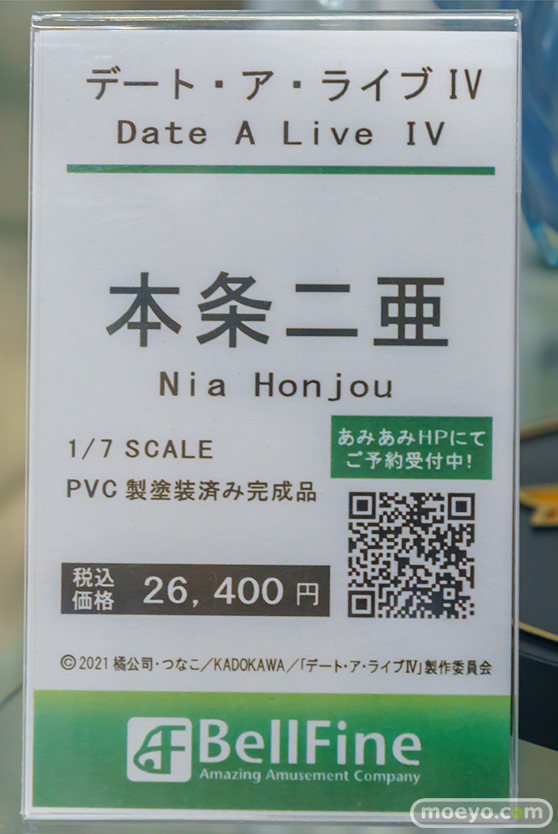 デート・ア・ライブⅣ
Date A Live Ⅳ
本条二亜
Nia Honjou
1/7 SCALE
PVC製塗装済み完成品
あみあみHPにて
ご予約受付中!
税込
価格
26,400円
©2021 橘公司・つなこ/KADOKAWA/「デート・ア・ライブⅣ」製作委員会
BellFine
Amazing Amusement Company
moeyo.com